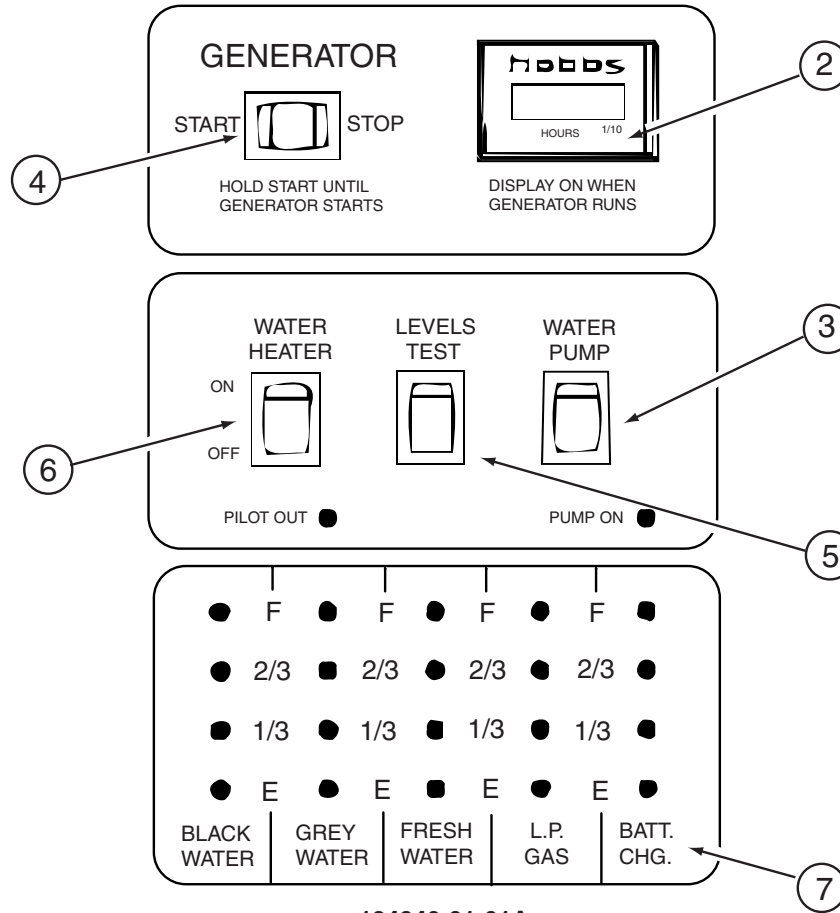 GENERATOR
hobbs
2
START
STOP
HOURS 1/10
4
HOLD START UNTIL
GENERATOR STARTS
DISPLAY ON WHEN
GENERATOR RUNS
WATER
HEATER
LEVELS
TEST
WATER
PUMP
3
ON
OFF
6
PILOT OUT
PUMP ON
5
F F F F
2/3 2/3 2/3 2/3
1/3 1/3 1/3 1/3
E E E E
BLACK
WATER
GREY
WATER
FRESH
WATER
L.P.
GAS
BATT.
CHG.
7